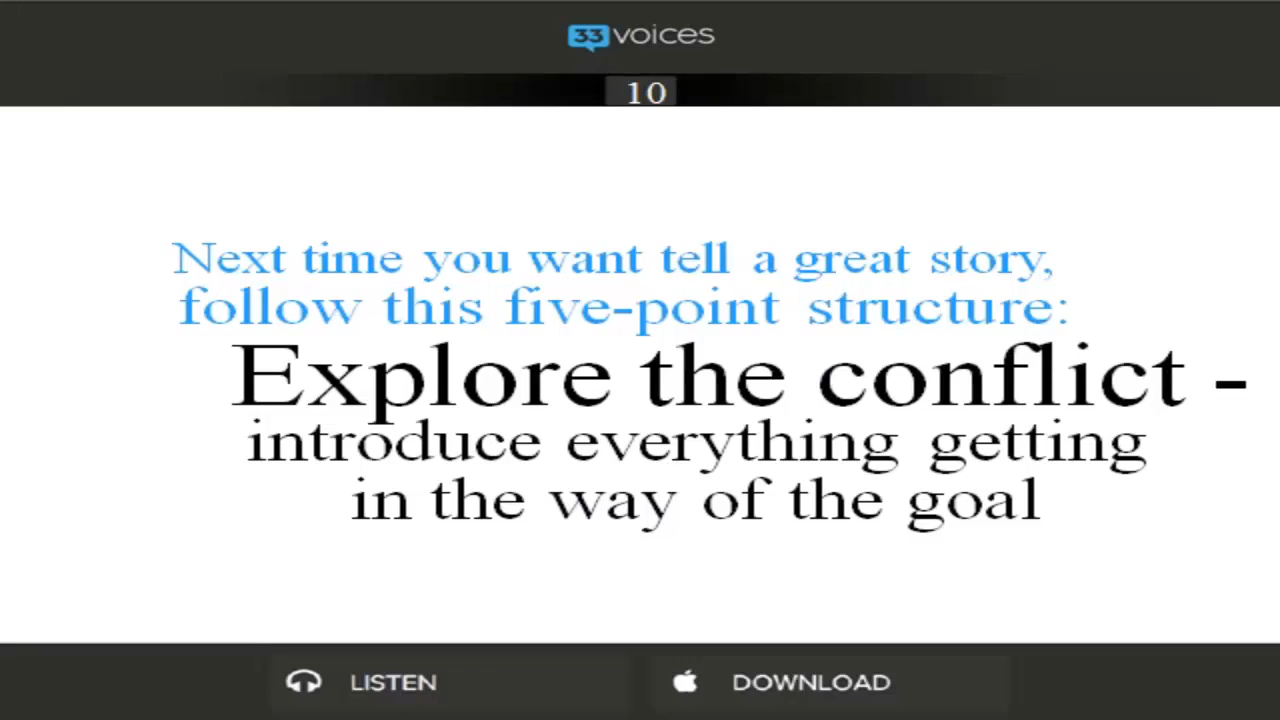 33voices
10
Next time you want tell a great story,
follow this five-point structure:
Explore the conflict -
introduce everything getting
in the way of the goal
LISTEN
DOWNLOAD